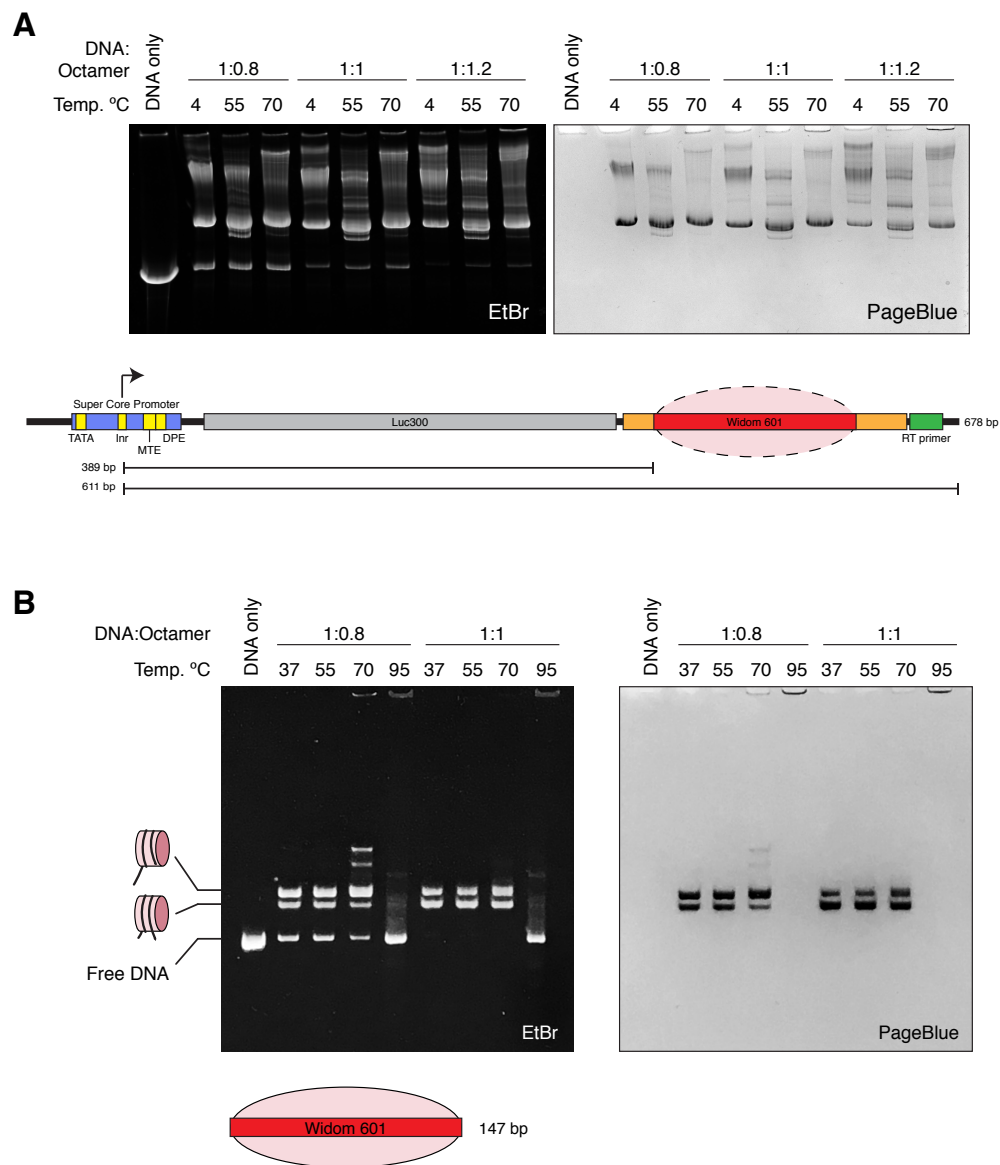 A
DNA:
Octamer
DNA only
1:0.8
1:1
1:1.2
Temp. ºC
4
55
70
4
55
70
4
55
70
EtBr
DNA only
1:0.8
1:1
1:1.2
4
55
70
4
55
70
4
55
70
PageBlue
Super Core Promoter
TATA
Inr
MTE
DPE
Luc300
Widom 601
RT primer
678 bp
389 bp
611 bp
B
DNA:Octamer
DNA only
1:0.8
1:1
Temp. ºC
37
55
70
95
37
55
70
95
Free DNA
EtBr
DNA only
1:0.8
1:1
37
55
70
95
37
55
70
95
PageBlue
Widom 601
147 bp